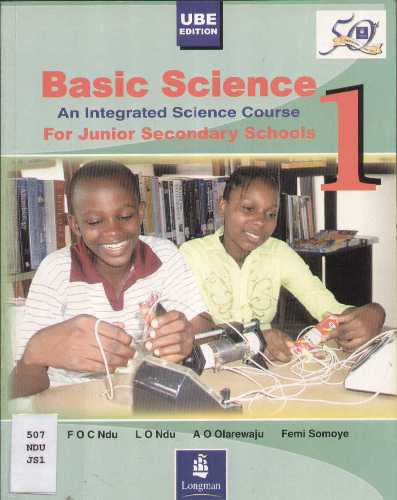 UBE
EDITION
50
Basic Science
1
An Integrated Science Course
For Junior Secondary Schools
F O C Ndu L O Ndu A O Olarewaju Femi Somoye
507
NDU
JS1
Longman